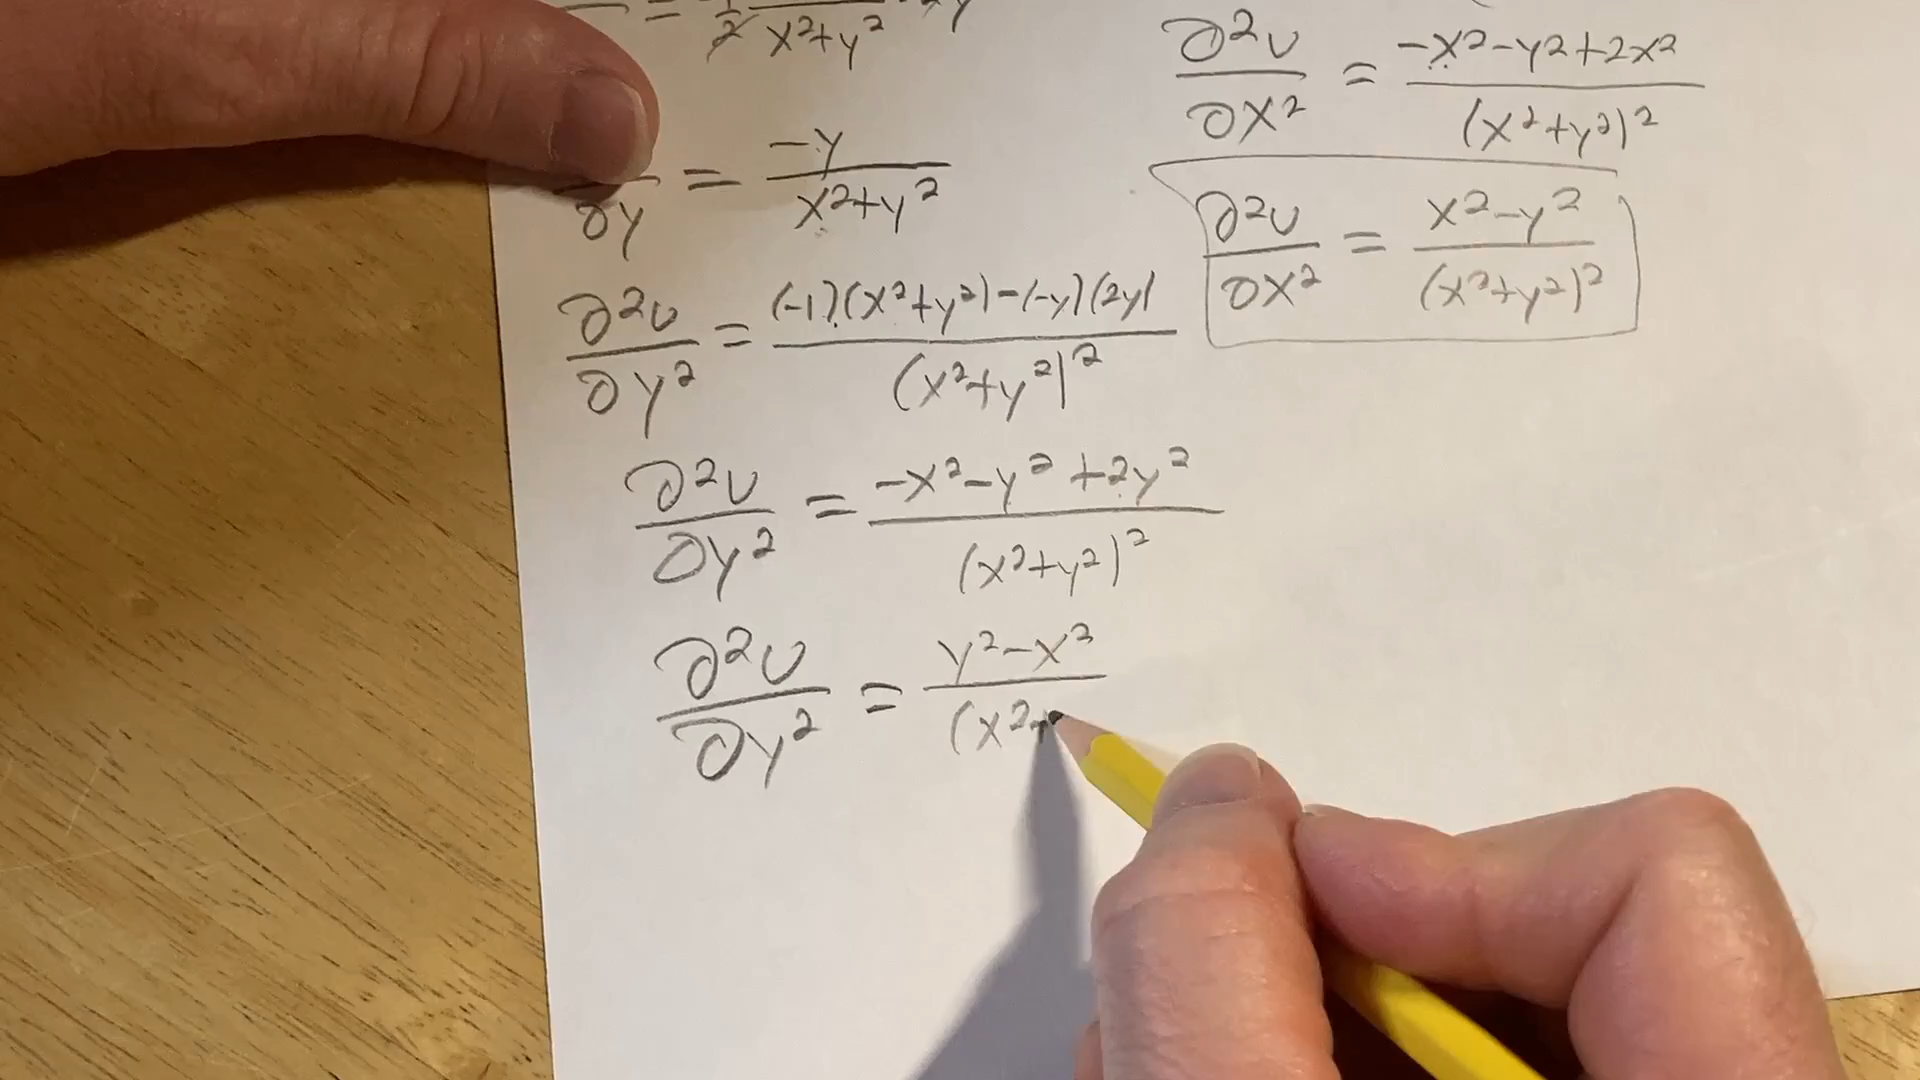 x²+y²
= -y / x²+y²
∂y
∂²u/∂y² = (-1)(x²+y²)-(-y)(2y) / (x²+y²)²
∂²u/∂y² = -x²-y²+2y² / (x²+y²)²
∂²u/∂y² = y²-x² / (x²+
∂²u/∂x² = -x²-y²+2x² / (x²+y²)²
∂²u/∂x² = x²-y² / (x²+y²)²